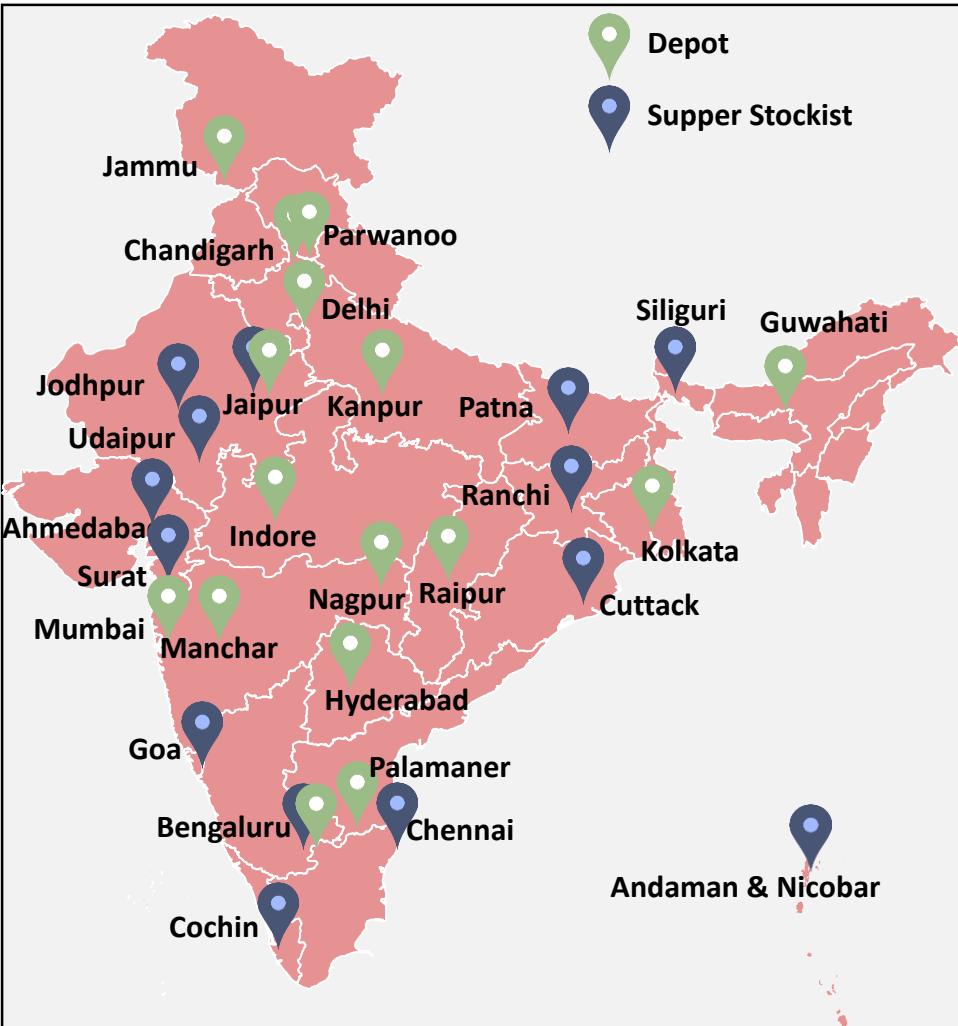 Depot
Supper Stockist
Jammu
Chandigarh
Parwanoo
Delhi
Siliguri
Guwahati
Jodhpur
Jaipur
Kanpur
Patna
Udaipur
Ranchi
Ahmedaba
Indore
Kolkata
Surat
Nagpur
Raipur
Cuttack
Mumbai
Manchar
Hyderabad
Goa
Palamaner
Bengaluru
Chennai
Andaman & Nicobar
Cochin